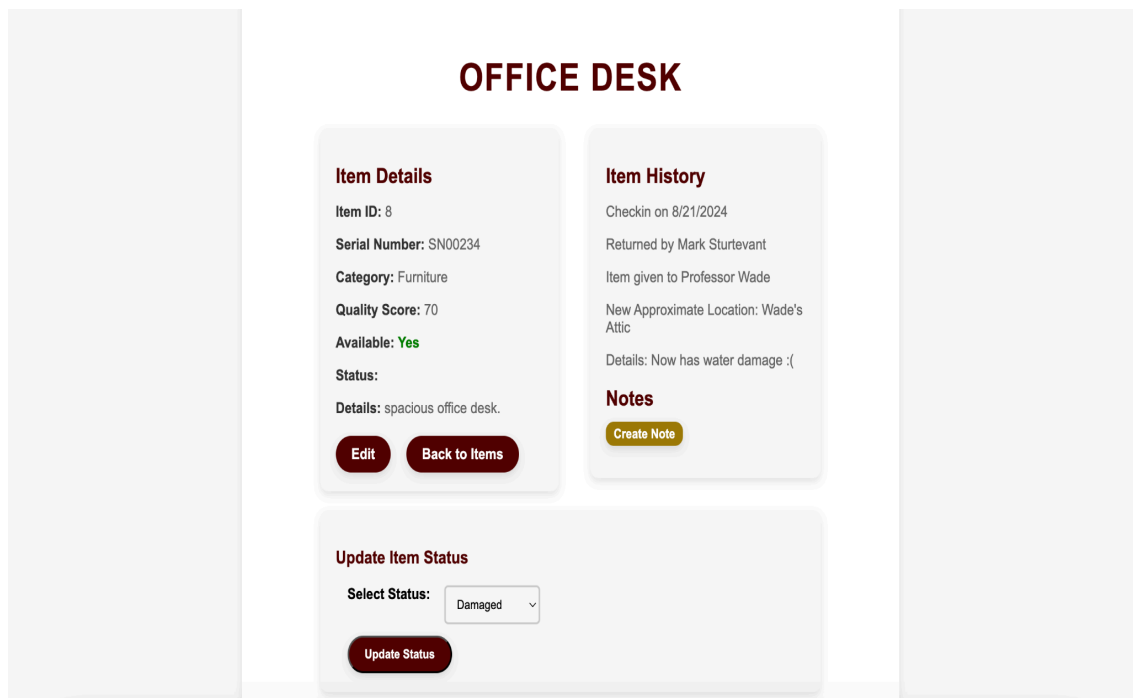 OFFICE DESK
Item Details
Item ID: 8
Serial Number: SN00234
Category: Furniture
Quality Score: 70
Available: Yes
Status:
Details: spacious office desk.
Edit
Back to Items
Item History
Checkin on 8/21/2024
Returned by Mark Sturtevant
Item given to Professor Wade
New Approximate Location: Wade's
Attic
Details: Now has water damage :(
Notes
Create Note
Update Item Status
Select Status:
Damaged
Update Status